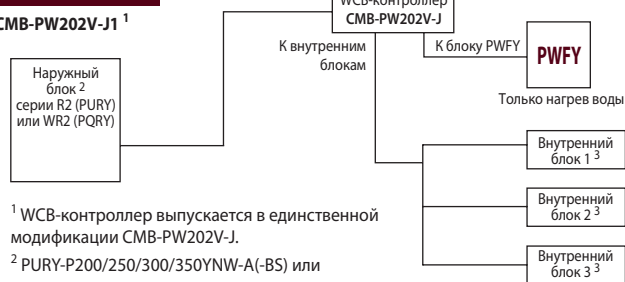 CMB-PW202V-J1 ¹
WCB-контроллер
CMB-PW202V-J
К внутренним
блокам
К блоку PWFY
PWFY
Только нагрев воды
Наружный
блок ²
серии R2 (PURY)
или WR2 (PQRY)
Внутренний
блок 1 ³
Внутренний
блок 2 ³
Внутренний
блок 3 ³
¹ WCB-контроллер выпускается в единственной
модификации CMB-PW202V-J.
² PURY-P200/250/300/350YNW-A(-BS) или